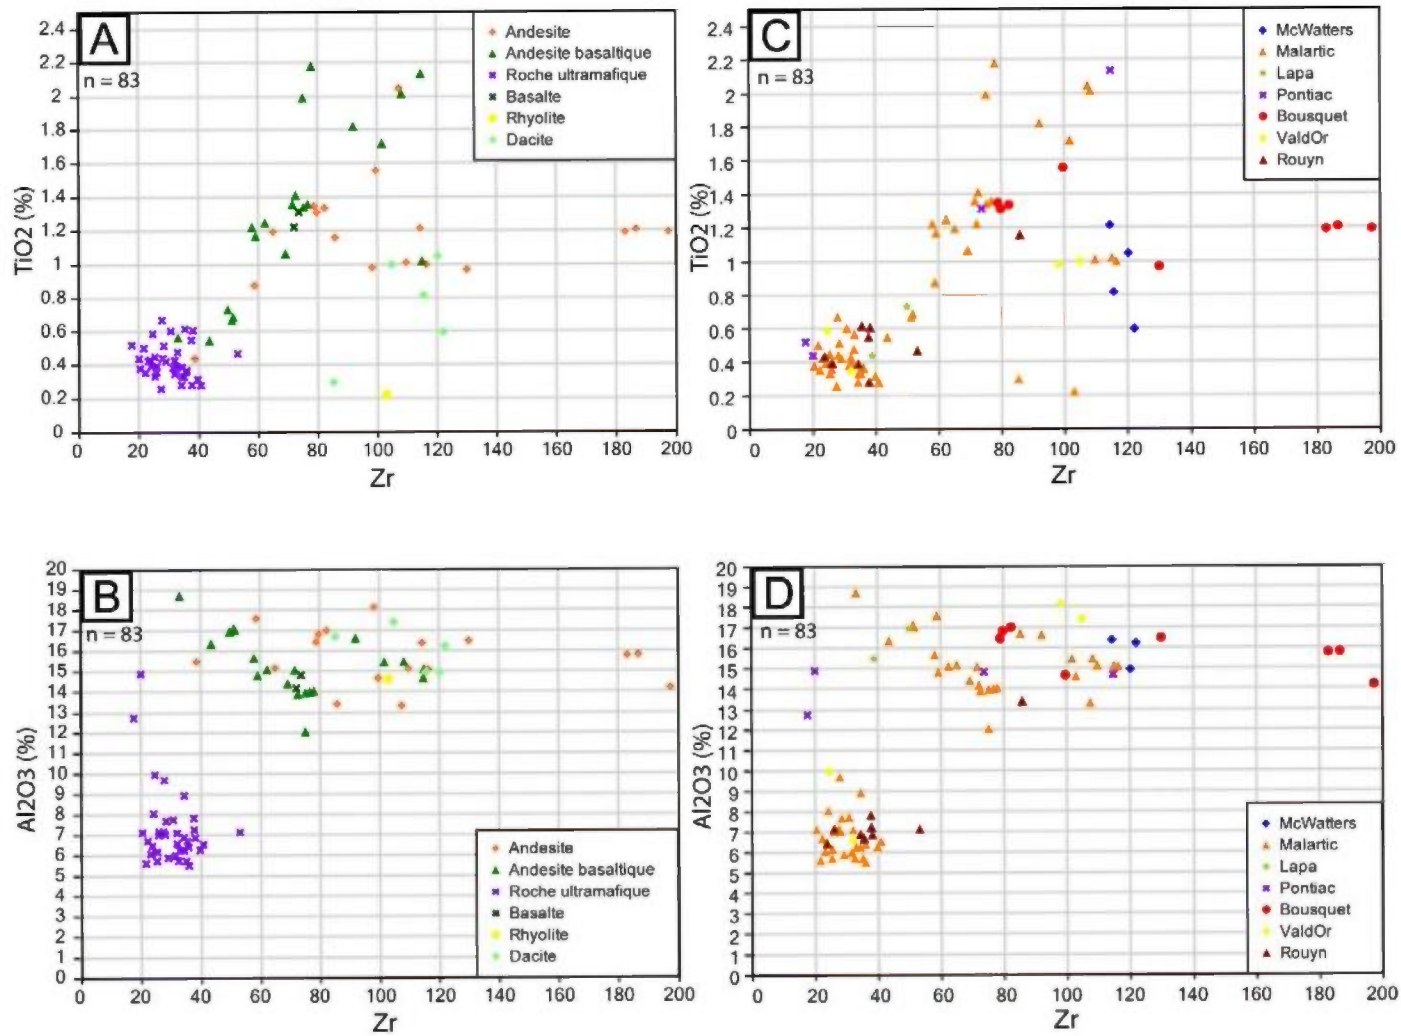 A
n = 83
2.4
2.2
2
1.8
1.6
1.4
1.2
1
0.8
0.6
0.4
0.2
0
TiO2 (%)
0 20 40 60 80 100 120 140 160 180 200
Zr
Andesite
Andesite basaltique
Roche ultramafique
Basalte
Rhyolite
Dacite
C
n = 83
2.4
2.2
2
1.8
1.6
1.4
1.2
1
0.8
0.6
0.4
0.2
0
TiO2 (%)
0 20 40 60 80 100 120 140 160 180 200
Zr
McWatters
Malartic
Lapa
Pontiac
Bousquet
ValdOr
Rouyn
B
n = 83
20
19
18
17
16
15
14
13
12
11
10
9
8
7
6
5
4
3
2
1
0
Al2O3 (%)
0 20 40 60 80 100 120 140 160 180 200
Zr
Andesite
Andesite basaltique
Roche ultramafique
Basalte
Rhyolite
Dacite
D
n = 83
20
19
18
17
16
15
14
13
12
11
10
9
8
7
6
5
4
3
2
1
0
Al2O3 (%)
0 20 40 60 80 100 120 140 160 180 200
Zr
McWatters
Malartic
Lapa
Pontiac
Bousquet
ValdOr
Rouyn